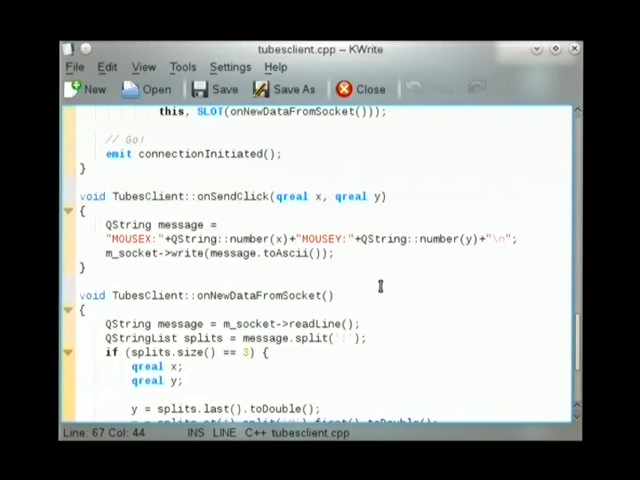 tubesclient.cpp – KWrite
File Edit View Tools Settings Help
New Open Save Save As Close
this, SLOT(onNewDataFromSocket()));
// Go!
emit connectionInitiated();
}
void TubesClient::onSendClick(qreal x, qreal y)
{
QString message =
"MOUSEX:"+QString::number(x)+"MOUSEY:"+QString::number(y)+"\n";
m_socket->write(message.toAscii());
}
void TubesClient::onNewDataFromSocket()
{
QString message = m_socket->readLine();
QStringList splits = message.split(':');
if (splits.size() == 3) {
qreal x;
qreal y;
y = splits.last().toDouble();
Line: 67 Col: 44 INS LINE C++ tubesclient.cpp